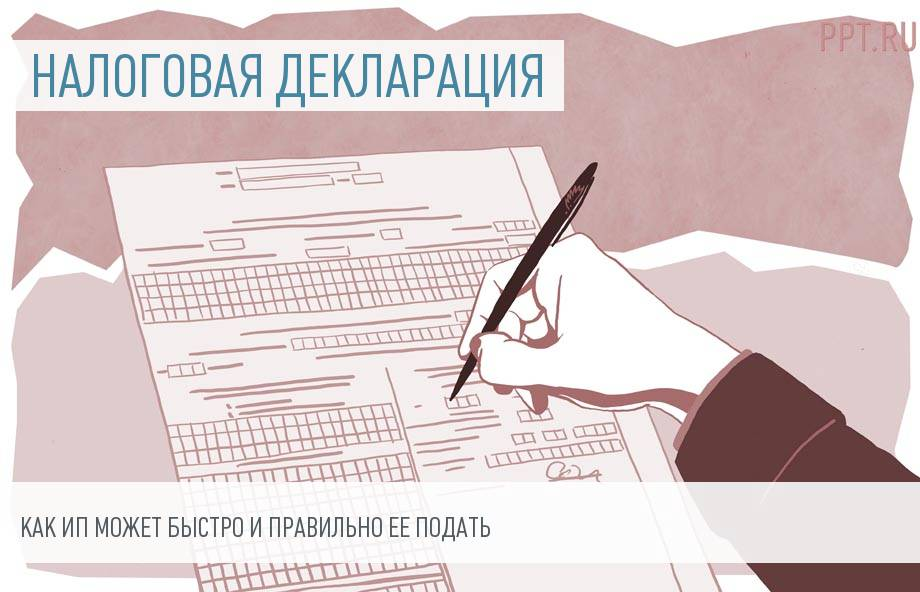 PPT.RU
НАЛОГОВАЯ ДЕКЛАРАЦИЯ
КАК ИП МОЖЕТ БЫСТРО И ПРАВИЛЬНО ЕЕ ПОДАТЬ